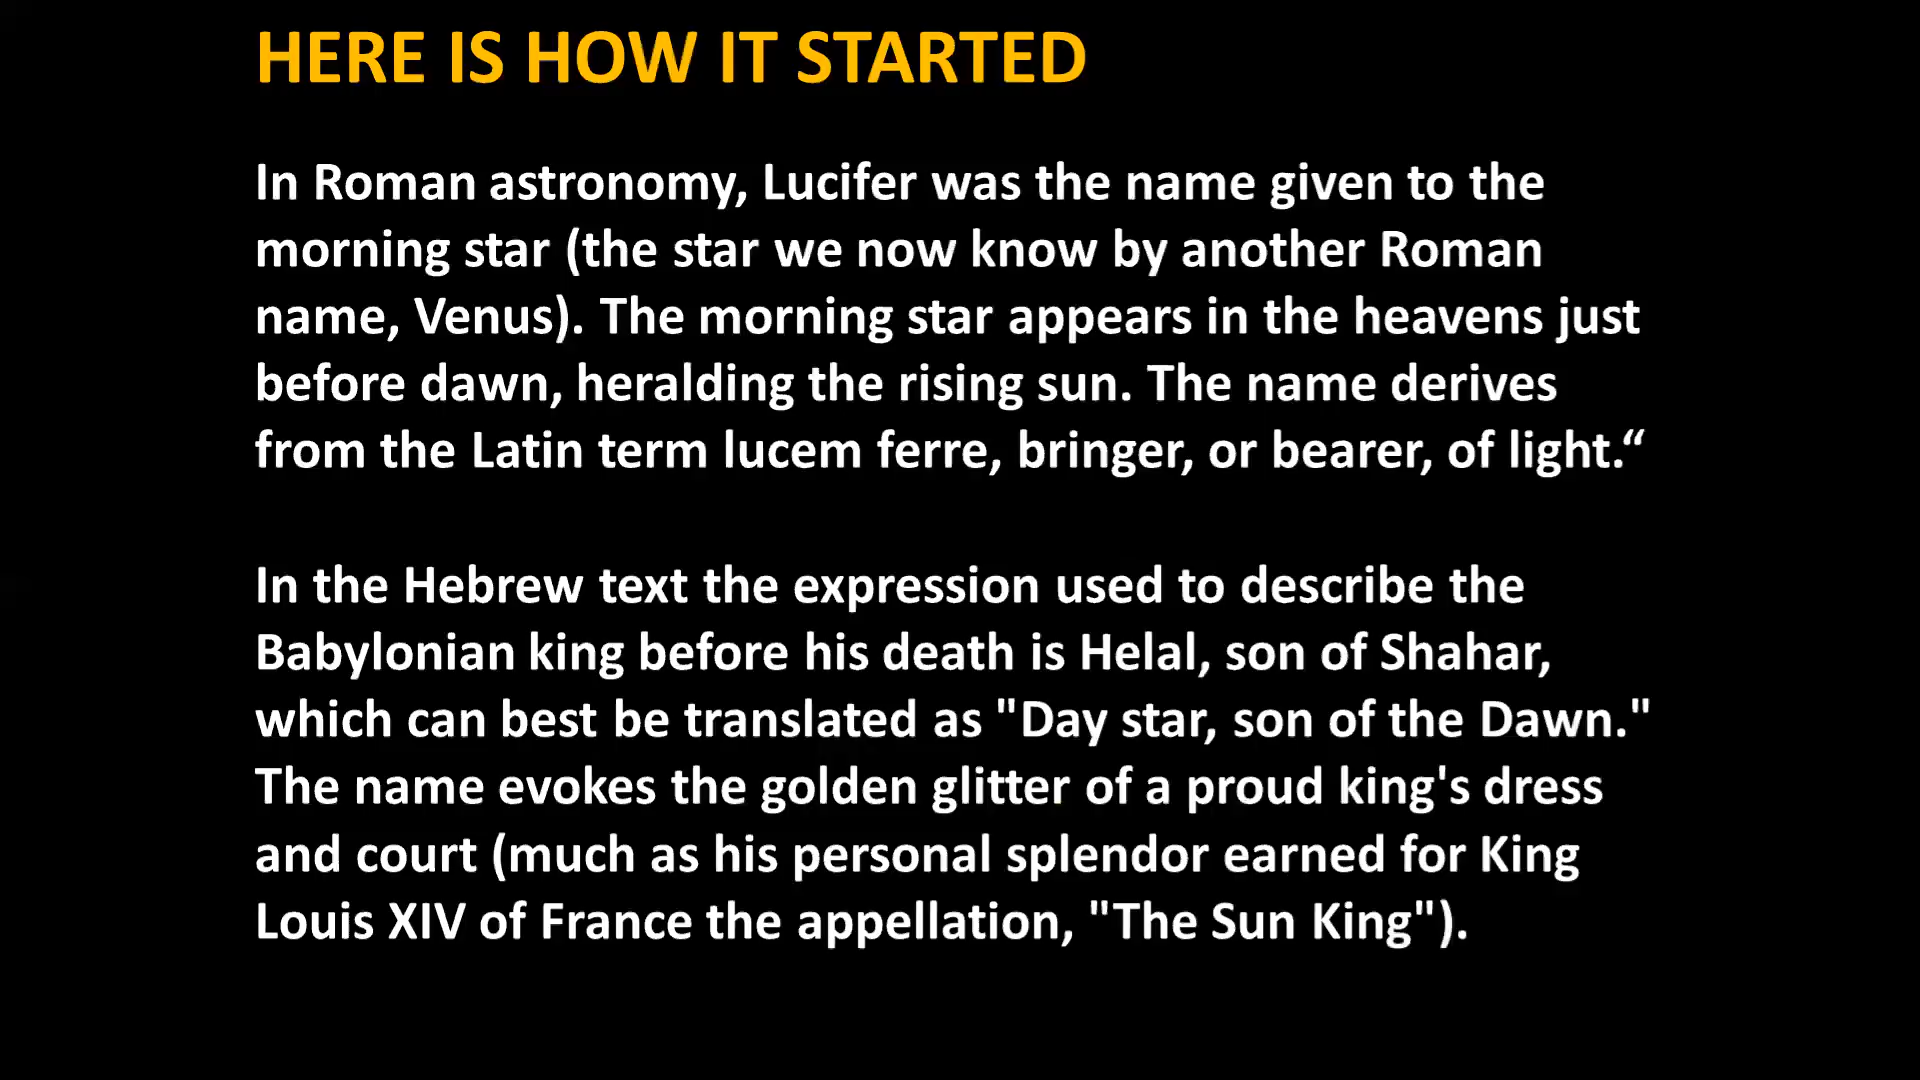 HERE IS HOW IT STARTED
In Roman astronomy, Lucifer was the name given to the
morning star (the star we now know by another Roman
name, Venus). The morning star appears in the heavens just
before dawn, heralding the rising sun. The name derives
from the Latin term lucem ferre, bringer, or bearer, of light.“
In the Hebrew text the expression used to describe the
Babylonian king before his death is Helal, son of Shahar,
which can best be translated as "Day star, son of the Dawn."
The name evokes the golden glitter of a proud king's dress
and court (much as his personal splendor earned for King
Louis XIV of France the appellation, "The Sun King").